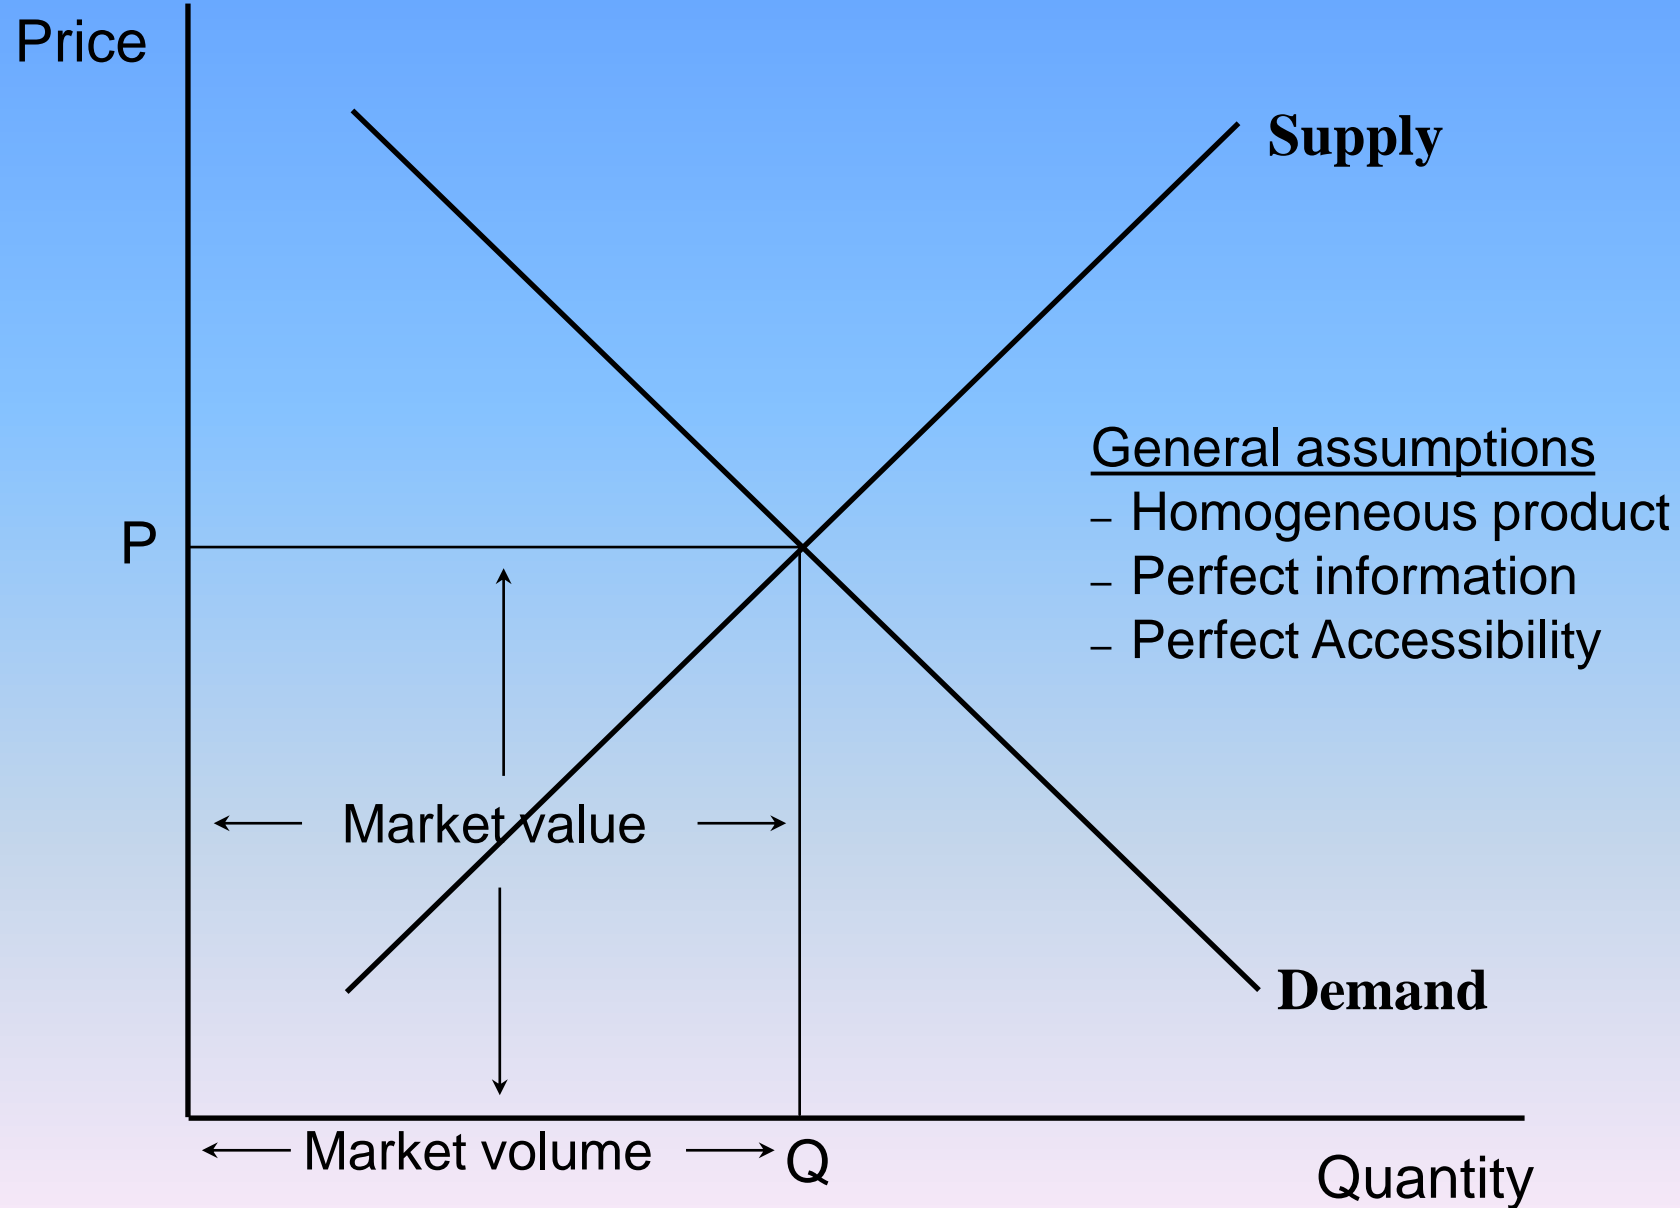 Price
Supply
General assumptions
– Homogeneous product
P
– Perfect information
– Perfect Accessibility
Market value
Demand
Market volume
Q
Quantity